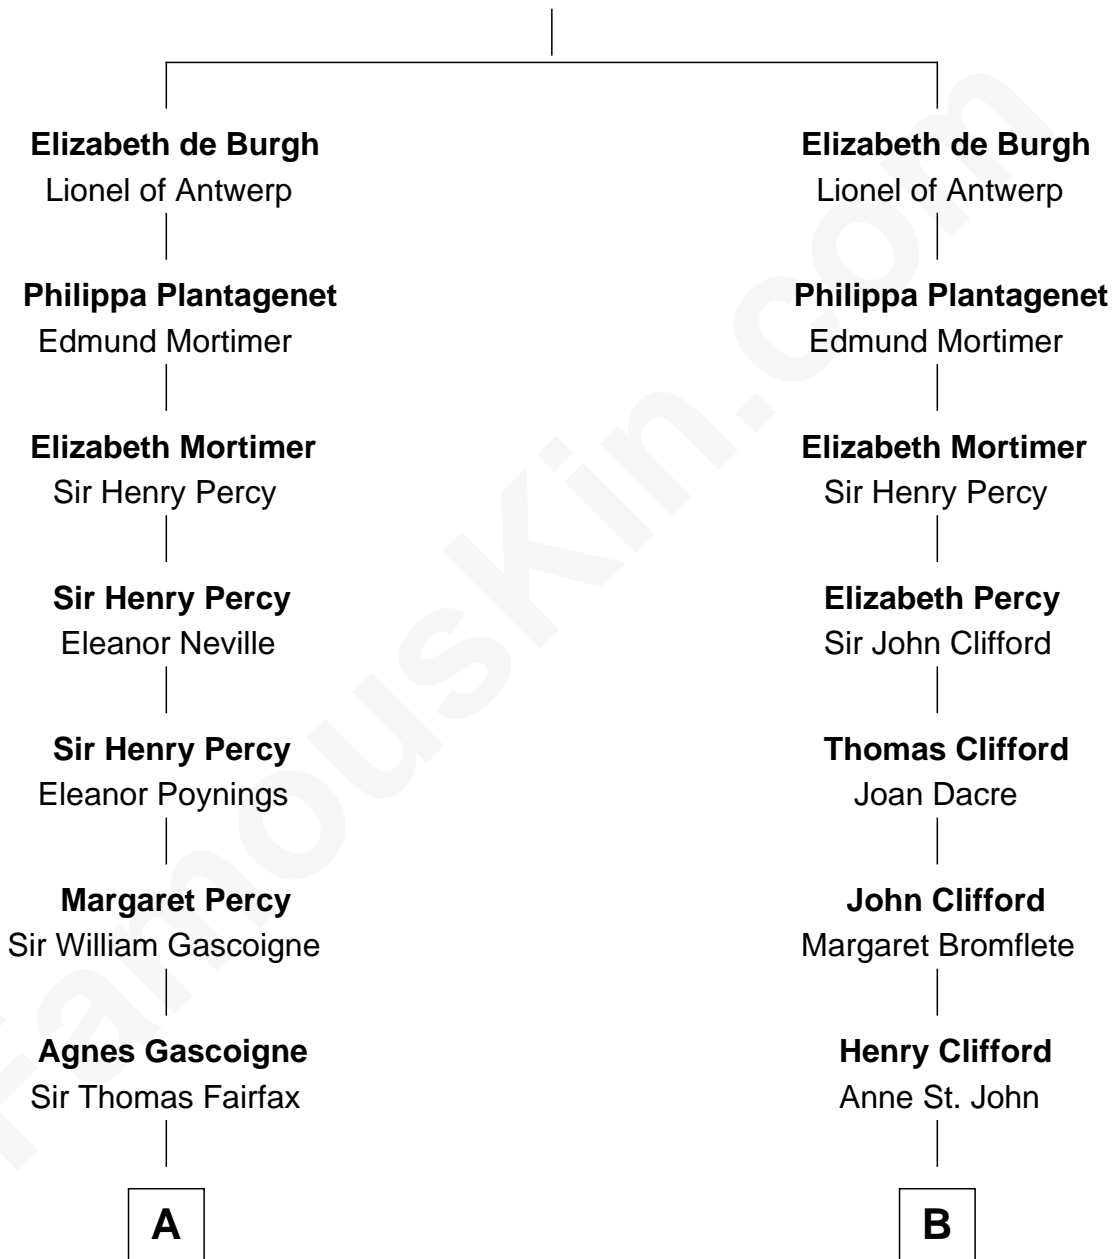 Elizabeth de Burgh
Lionel of Antwerp
Philippa Plantagenet
Edmund Mortimer
Elizabeth Mortimer
Sir Henry Percy
Sir Henry Percy
Eleanor Neville
Sir Henry Percy
Eleanor Poynings
Margaret Percy
Sir William Gascoigne
Agnes Gascoigne
Sir Thomas Fairfax
A
Elizabeth de Burgh
Lionel of Antwerp
Philippa Plantagenet
Edmund Mortimer
Elizabeth Mortimer
Sir Henry Percy
Elizabeth Percy
Sir John Clifford
Thomas Clifford
Joan Dacre
John Clifford
Margaret Bromflete
Henry Clifford
Anne St. John
B
FamousKin.com